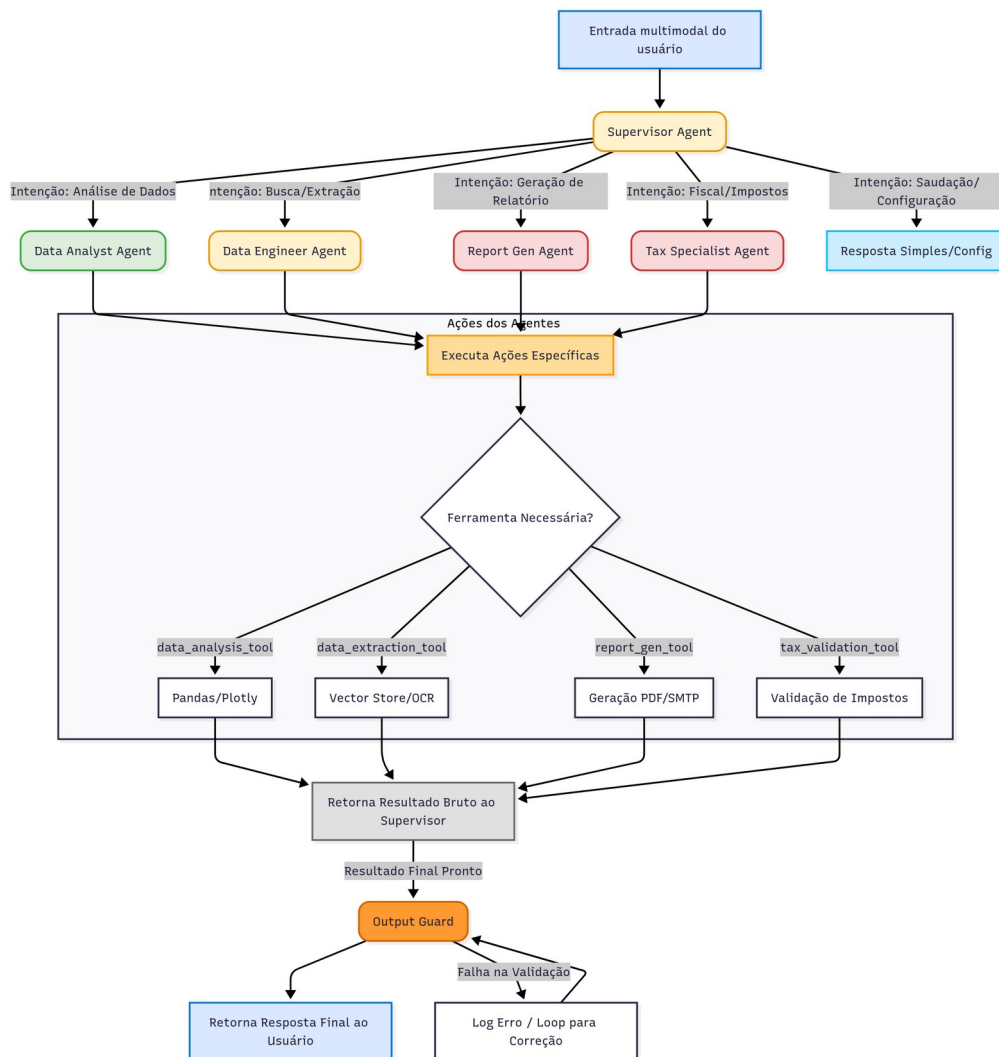 Entrada multimodal do
usuário
Supervisor Agent
Intenção: Análise de Dados
ntenção: Busca/Extração
Intenção: Geração de
Relatório
Intenção: Fiscal/Impostos
Intenção: Saudação/
Configuração
Data Analyst Agent
Data Engineer Agent
Report Gen Agent
Tax Specialist Agent
Resposta Simples/Config
Ações dos Agentes
Executa Ações Específicas
Ferramenta Necessária?
data_analysis_tool
data_extraction_tool
report_gen_tool
tax_validation_tool
Pandas/Plotly
Vector Store/OCR
Geração PDF/SMTP
Validação de Impostos
Retorna Resultado Bruto ao
Supervisor
Resultado Final Pronto
Output Guard
Falha na Validação
Retorna Resposta Final ao
Usuário
Log Erro / Loop para
Correção